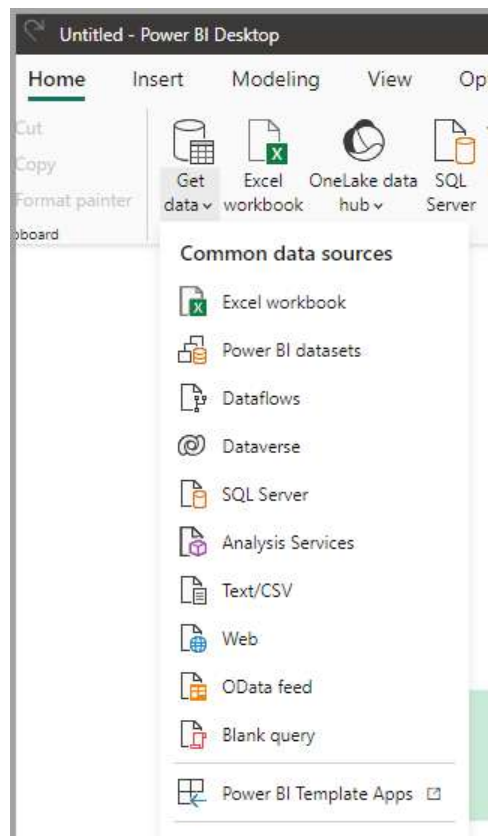 Untitled - Power BI Desktop
Home Insert Modeling View Op
Cut
Copy
Format painter
board
Get data
Excel workbook
OneLake data hub
SQL Server
Common data sources
Excel workbook
Power BI datasets
Dataflows
Dataverse
SQL Server
Analysis Services
Text/CSV
Web
OData feed
Blank query
Power BI Template Apps